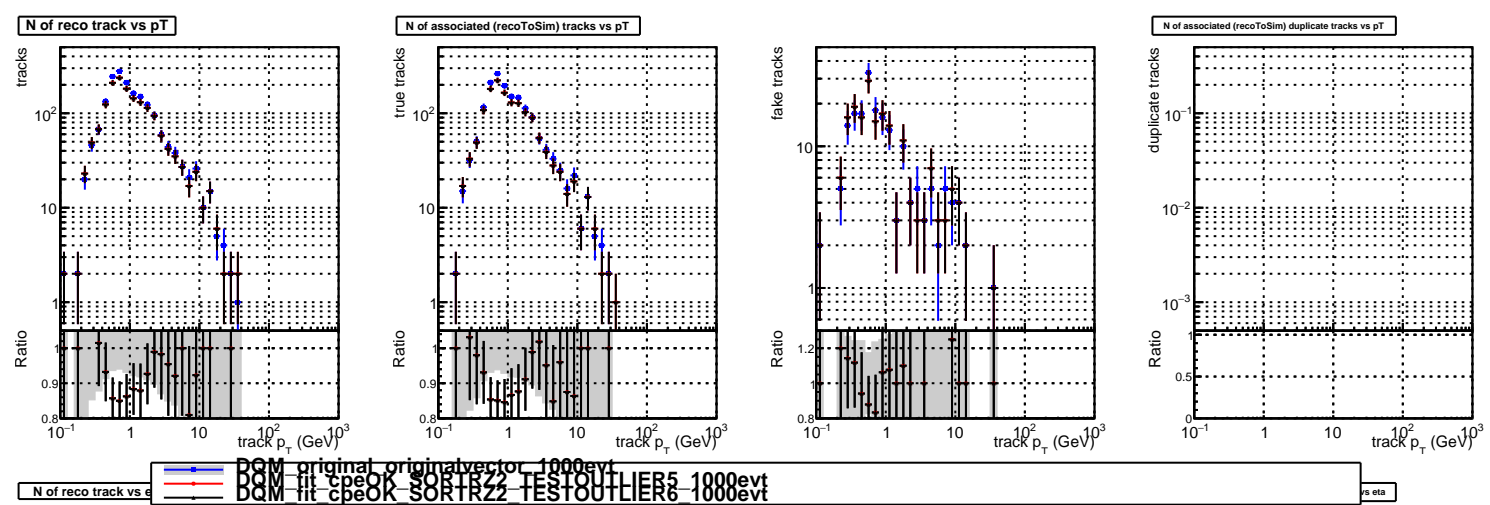 N of reco track vs pT
N of associated (recoToSim) tracks vs pT
N of associated (recoToSim) duplicate tracks vs pT
tracks
10²
10
1
Ratio
1
0.9
0.8
10⁻¹ 1 10 10² 10³
track p_T (GeV)
true tracks
10²
10
1
Ratio
1
0.9
0.8
10⁻¹ 1 10 10² 10³
track p_T (GeV)
fake tracks
10
1
Ratio
1.2
1
0.8
10⁻¹ 1 10 10² 10³
track p_T (GeV)
duplicate tracks
10⁻¹
10⁻²
10⁻³
Ratio
1
0.5
0
10⁻¹ 1 10 10² 10³
track p_T (GeV)
DQM_original_originalvector_1000evt
DQM_fit_cpeOK_SORTRZ2_TESTOUTLIER5_1000evt
DQM_fit_cpeOK_SORTRZ2_TESTOUTLIER6_1000evt
N of reco track vs e
vs eta